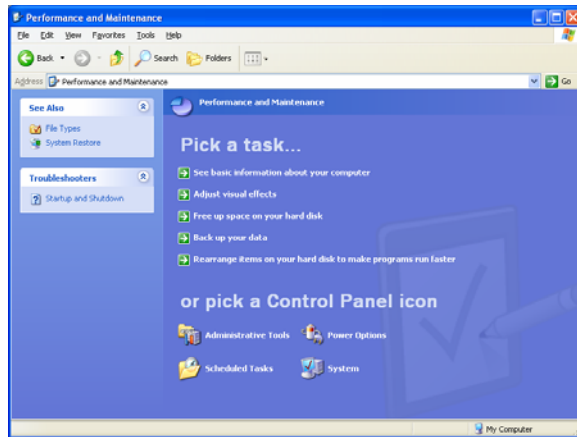 Performance and Maintenance
File Edit View Favorites Tools Help
Back Search Folders
Address Performance and Maintenance Go
See Also
File Types
System Restore
Troubleshooters
Startup and Shutdown
Performance and Maintenance
Pick a task...
See basic information about your computer
Adjust visual effects
Free up space on your hard disk
Back up your data
Rearrange items on your hard disk to make programs run faster
or pick a Control Panel icon
Administrative Tools Power Options
Scheduled Tasks System
My Computer